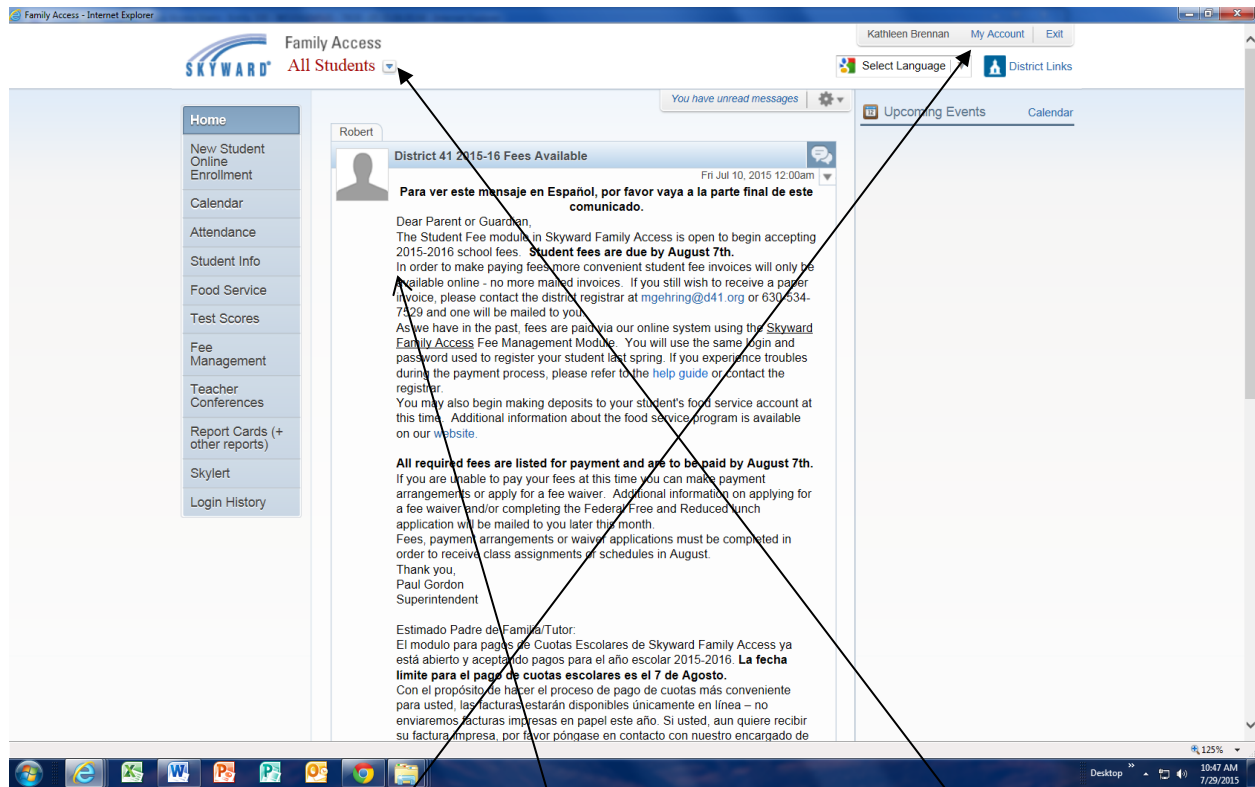 Family Access - Internet Explorer
Kathleen Brennan My Account Exit
SKYWARD®
Family Access
All Students
Select Language
District Links
You have unread messages
Home
New Student
Online
Enrollment
Calendar
Attendance
Student Info
Food Service
Test Scores
Fee
Management
Teacher
Conferences
Report Cards (+
other reports)
Skylert
Login History
Robert
District 41 2015-16 Fees Available
Fri Jul 10, 2015 12:00am
Para ver este mensaje en Español, por favor vaya a la parte final de este
comunicado.
Dear Parent or Guardian,
The Student Fee module in Skyward Family Access is open to begin accepting
2015-2016 school fees. Student fees are due by August 7th.
In order to make paying fees more convenient student fee invoices will only be
available online - no more mailed invoices. If you still wish to receive a paper
invoice, please contact the district registrar at mgehring@d41.org or 630-534-
7529 and one will be mailed to you.
As we have in the past, fees are paid via our online system using the Skyward
Family Access Fee Management Module. You will use the same login and
password used to register your student last spring. If you experience troubles
during the payment process, please refer to the help guide or contact the
registrar.
You may also begin making deposits to your student's food service account at
this time. Additional information about the food service program is available
on our website.
All required fees are listed for payment and are to be paid by August 7th.
If you are unable to pay your fees at this time you can make payment
arrangements or apply for a fee waiver. Additional information on applying for
a fee waiver and/or completing the Federal Free and Reduced lunch
application will be mailed to you later this month.
Fees, payment arrangements or waiver applications must be completed in
order to receive class assignments or schedules in August.
Thank you,
Paul Gordon
Superintendent
Estimado Padre de Familia/Tutor:
El modulo para pagos de Cuotas Escolares de Skyward Family Access ya
está abierto y aceptando pagos para el año escolar 2015-2016. La fecha
limite para el pago de cuotas escolares es el 7 de Agosto.
Con el propósito de hacer el proceso de pago de cuotas más conveniente
para usted, las facturas estarán disponibles únicamente en línea – no
enviaremos facturas impresas en papel este año. Si usted, aun quiere recibir
su factura impresa, por favor póngase en contacto con nuestro encargado de
Upcoming Events Calendar
125%
Desktop
10:47 AM
7/29/2015